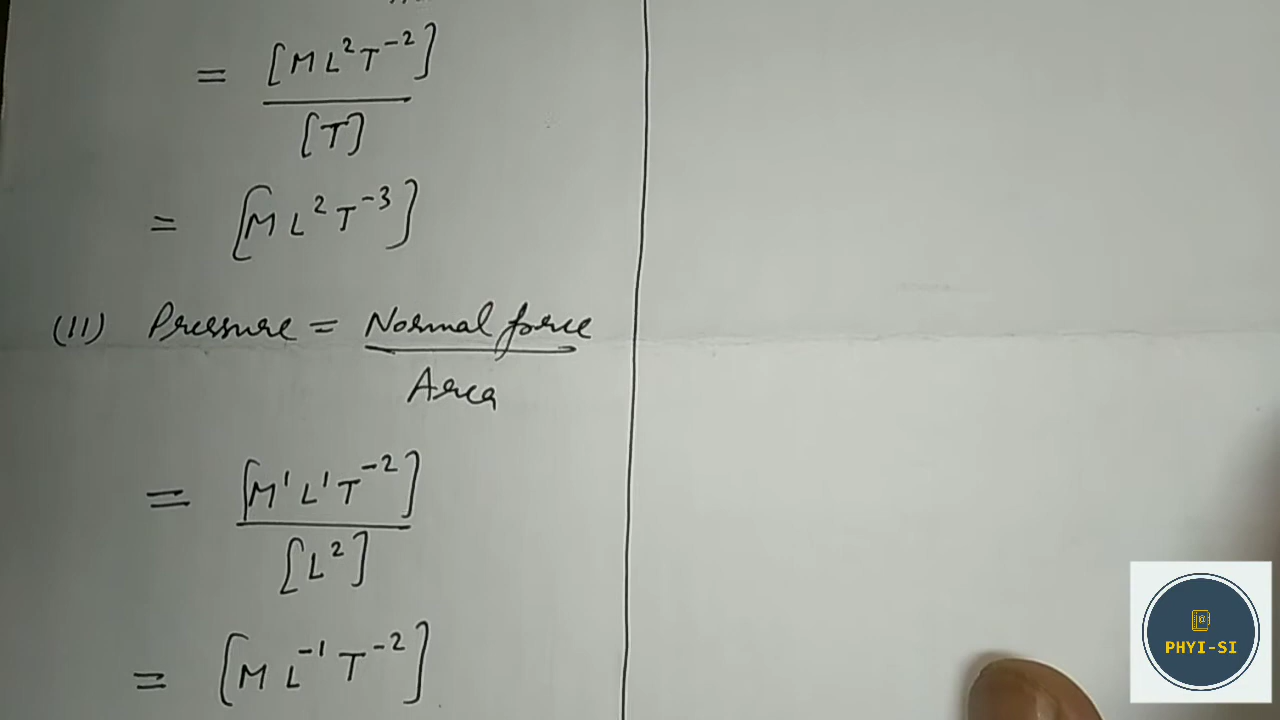 = [ML²T⁻²]
[T]
= [ML²T⁻³]
(11) Pressure = Normal force
Area
= [M¹L¹T⁻²]
[L²]
= [ML⁻¹T⁻²]
PHYI-SI